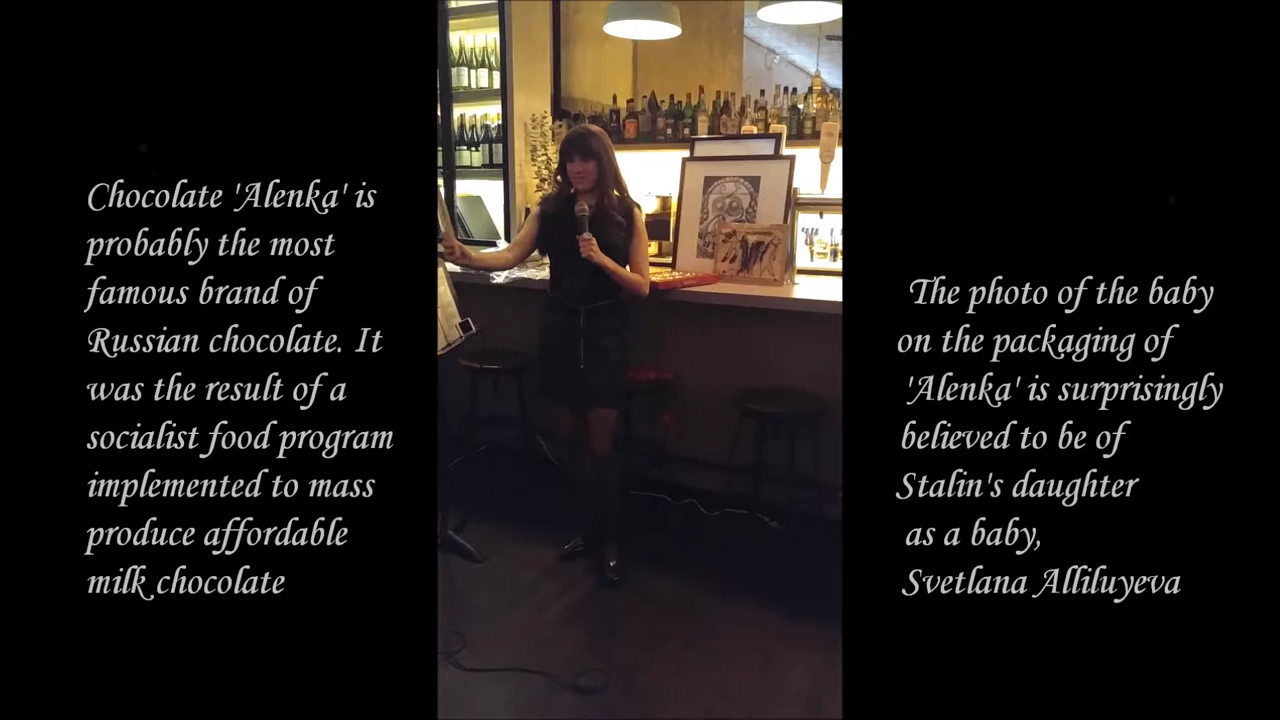 Chocolate 'Alenka' is
probably the most
famous brand of
Russian chocolate. It
was the result of a
socialist food program
implemented to mass
produce affordable
milk chocolate
The photo of the baby
on the packaging of
'Alenka' is surprisingly
believed to be of
Stalin's daughter
as a baby,
Svetlana Alliluyeva